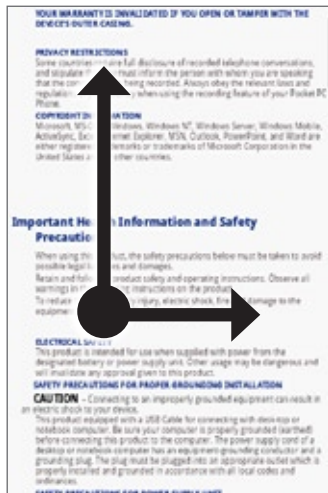 YOUR WARRANTY IS INVALIDATED IF YOU OPEN OR TAMPER WITH THE
DEVICE'S OUTER CASING.
PRIVACY RESTRICTIONS
Some countries full disclosure of recorded telephone conversations,
and stipulate must inform the person with whom you are speaking
that the being recorded. Always obey the relevant laws and
when using the recording feature of your Pocket PC
Phone.
COPYRIGHT
Microsoft, Windows, Windows NT, Windows Server, Windows Mobile,
ActiveSync, Explorer, MSN, Outlook, PowerPoint, and Word are
either trademarks or trademarks of Microsoft Corporation in the
United States other countries.
Important Information and Safety
When using this the safety precautions below must be taken to avoid
possible legal and damages.
Retain and follow product safety and operating instructions. Observe all
warnings in instructions on the product.
To reduce injury, electric shock, damage to the
ELECTRICAL
This product is intended for use when supplied with power from the
designated battery or power supply unit. Other usage may be dangerous and
will invalidate any approval given to this product.
SAFETY PRECAUTIONS FOR PROPER GROUNDING INSTALLATION
CAUTION – Connecting to an improperly grounded equipment can result in
an electric shock to your device.
This product equipped with a USB Cable for connecting with desktop or
notebook computer. Be sure your computer is properly grounded (earthed)
before connecting this product to the computer. The power supply cord of a
desktop or notebook computer has an equipment-grounding conductor and a
grounding plug. The plug must be plugged into an appropriate outlet which is
properly installed and grounded in accordance with all local codes and
ordinances.
SAFETY PRECAUTIONS FOR POWER SUPPLY UNIT